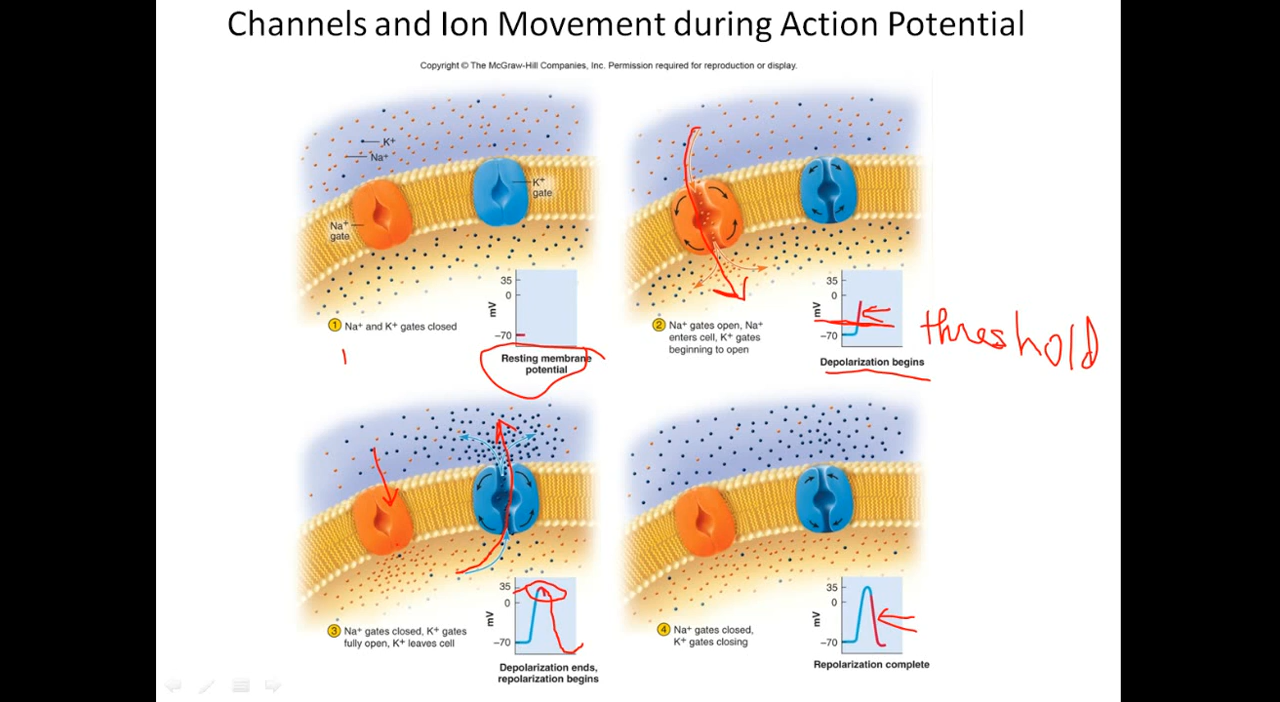 Channels and Ion Movement during Action Potential
Copyright © The McGraw-Hill Companies, Inc. Permission required for reproduction or display.
K+
Na+
K+
gate
Na+
gate
35
0
mV
-70
1 Na+ and K+ gates closed
Resting membrane
potential
35
0
mV
-70
2 Na+ gates open, Na+
enters cell, K+ gates
beginning to open
Depolarization begins
threshold
35
0
mV
-70
3 Na+ gates closed, K+ gates
fully open, K+ leaves cell
Depolarization ends,
repolarization begins
35
0
mV
-70
4 Na+ gates closed,
K+ gates closing
Repolarization complete